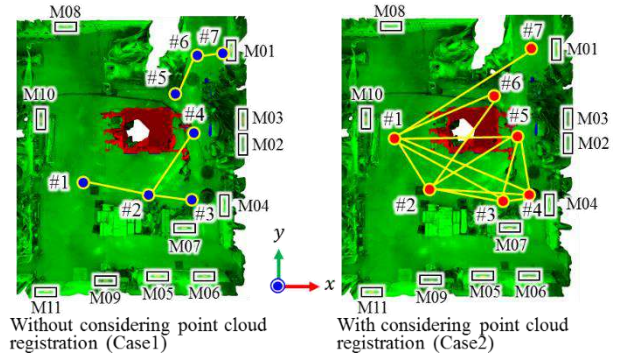 M08
#6
#7
M01
#5
M10
#4
M03
M02
#1
#2
#3
M04
M07
M09
M05
M06
M11
Without considering point cloud
registration (Case1)
y
x
M08
#7
M01
#6
M10
#1
#5
M03
M02
#2
#3
#4
M04
M07
M09
M05
M06
M11
With considering point cloud
registration (Case2)